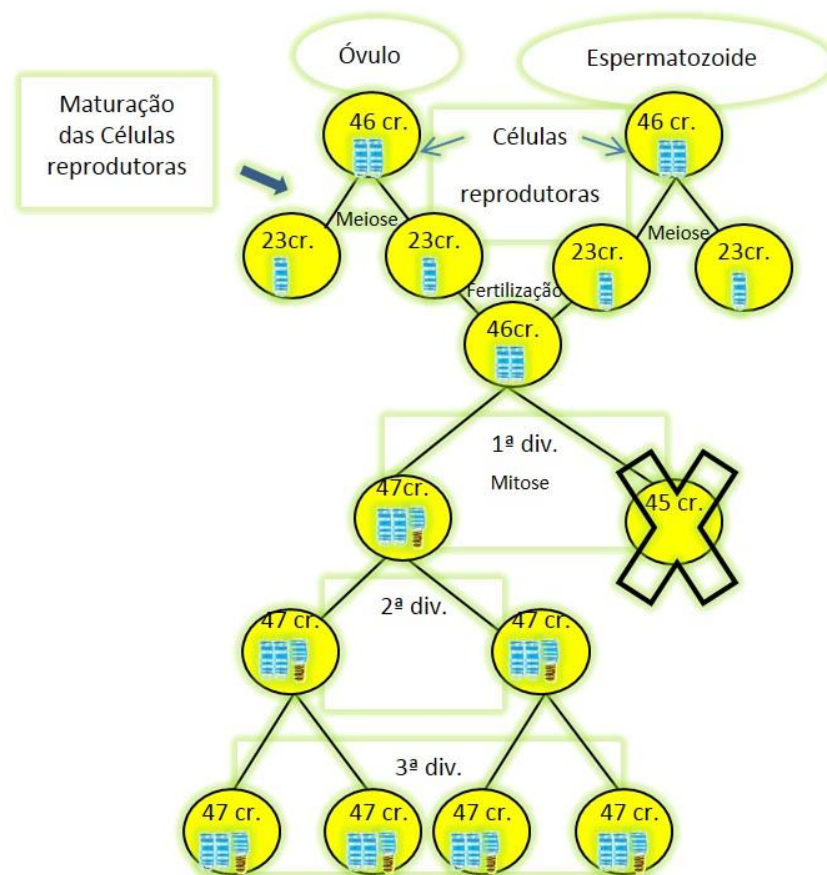 Óvulo
Espermatozoide
Maturação
das Células
reprodutoras
46 cr.
Células
reprodutoras
46 cr.
Meiose
Meiose
23cr.
23cr.
23cr.
23cr.
Fertilização
46cr.
1ª div.
Mitose
47cr.
45 cr.
2ª div.
47 cr.
47 cr.
3ª div.
47 cr.
47 cr.
47 cr.
47 cr.